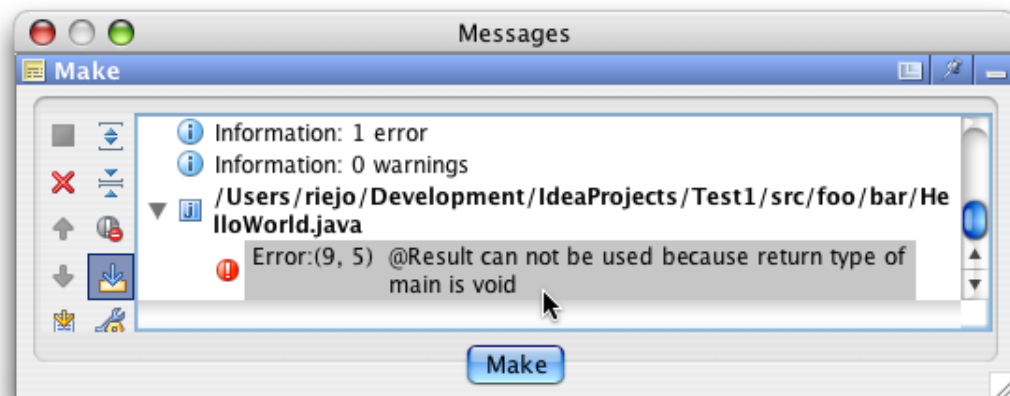 Messages
Make
Information: 1 error
Information: 0 warnings
/Users/riejo/Development/IdeaProjects/Test1/src/foo/bar/He
lloWorld.java
Error:(9, 5) @Result can not be used because return type of
main is void
Make